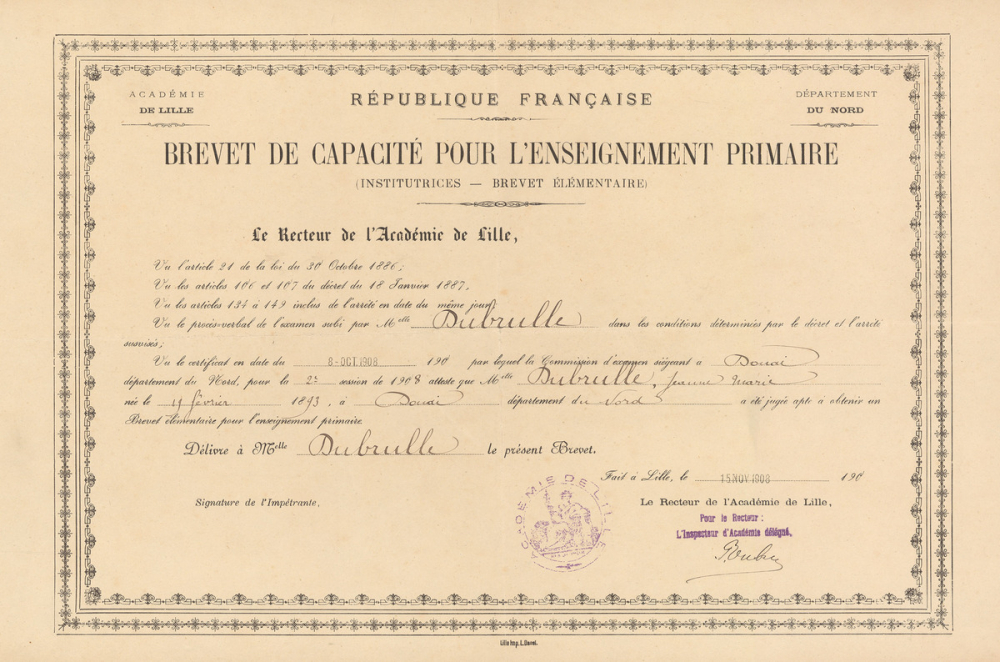 ACADÉMIE
DE LILLE
RÉPUBLIQUE FRANÇAISE
DÉPARTEMENT
DU NORD
BREVET DE CAPACITÉ POUR L'ENSEIGNEMENT PRIMAIRE
(INSTITUTRICES — BREVET ÉLÉMENTAIRE)
Le Recteur de l'Académie de Lille,
Vu l'article 21 de la loi du 30 Octobre 1886;
Vu les articles 106 et 107 du décret du 18 Janvier 1887,
Vu les articles 134 à 149 inclus de l'arrêté en date du même jour;
Vu le procès-verbal de l'examen subi par Melle Dubrulle dans les conditions déterminées par le décret et l'arrêté
susvisés;
Vu le certificat en date du 8-OCT.1908 190 par lequel la Commission d'examen siégeant à Douai
département du Nord, pour la 2e session de 1908 atteste que Melle Dubrulle, Jeanne Marie
née le février 1893, à Douai département du Nord a été jugée apte à obtenir un
Brevet élémentaire pour l'enseignement primaire
Délivré à Melle Dubrulle le présent Brevet.
Fait à Lille, le 15 NOV 1908 190
Signature de l'Impétrante,
ACADÉMIE DE LILLE
Le Recteur de l'Académie de Lille,
Pour le Recteur :
L'Inspecteur d'Académie délégué,
Lille Imp. L. Danel.